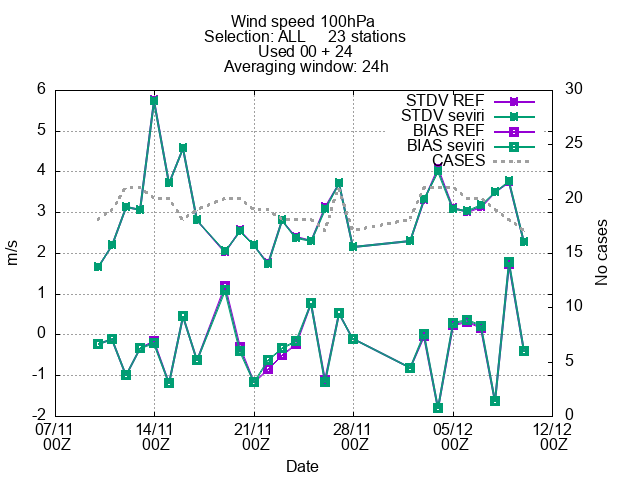 Wind speed 100hPa
Selection: ALL     23 stations
Used 00 + 24
Averaging window: 24h
6
5
4
3
2
1
0
-1
-2
m/s
30
25
20
15
10
5
0
No cases
STDV REF
STDV seviri
BIAS REF
BIAS seviri
CASES
07/11 14/11 21/11 28/11 05/12 12/12
00Z 00Z 00Z 00Z 00Z 00Z
Date